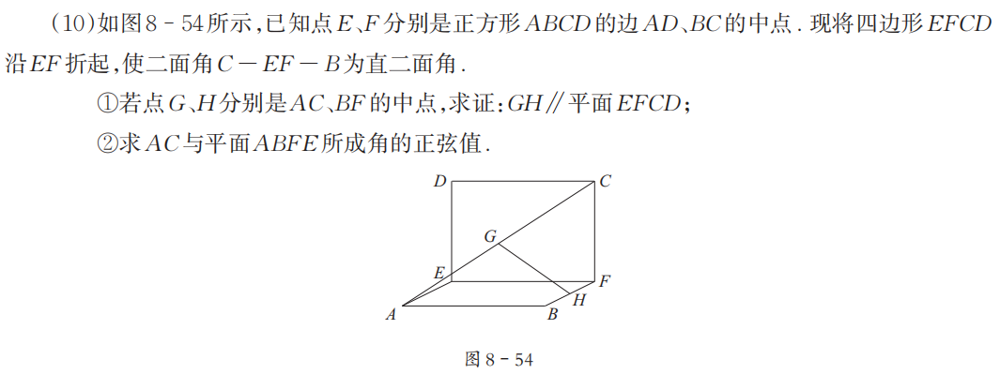 (10)如图8-54所示,已知点E、F分别是正方形ABCD的边AD、BC的中点.现将四边形EFCD
沿EF折起,使二面角C-EF-B为直二面角.
①若点G、H分别是AC、BF的中点,求证:GH∥平面EFCD;
②求AC与平面ABFE所成角的正弦值.
D
C
G
E
F
A
B
H
图8-54